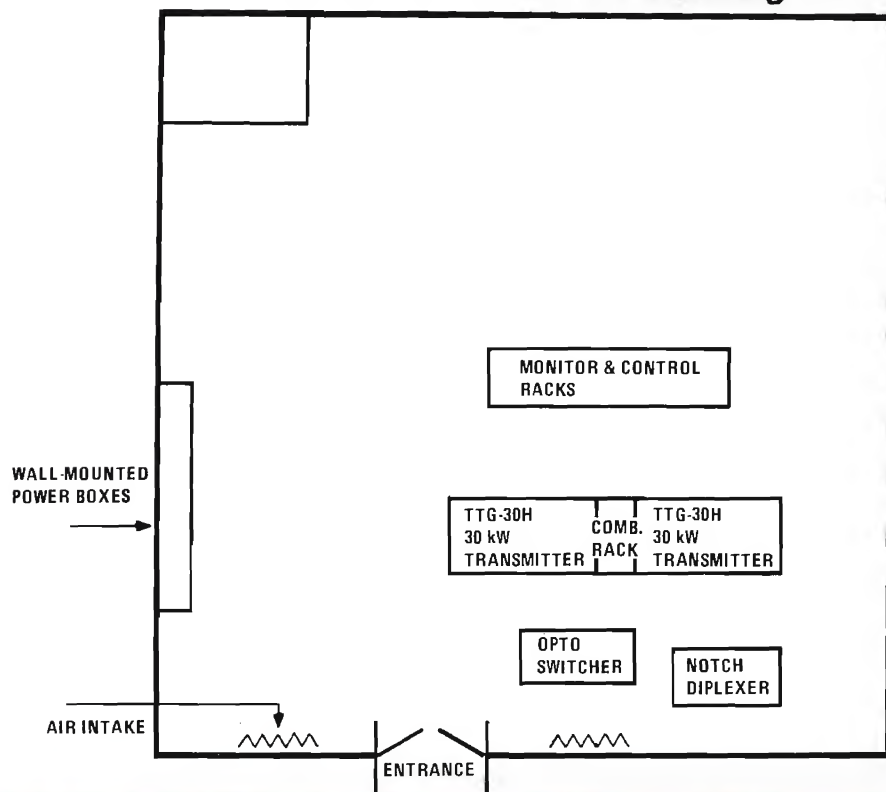 MONITOR & CONTROL
RACKS
WALL-MOUNTED
POWER BOXES
TTG-30H
30 kW
TRANSMITTER
COMB.
RACK
TTG-30H
30 kW
TRANSMITTER
OPTO
SWITCHER
NOTCH
DIPLEXER
AIR INTAKE
ENTRANCE